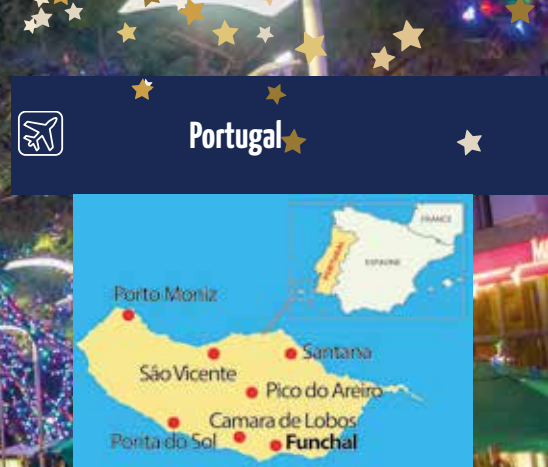 Portugal
FRANCE
PORTUGAL
ESPAGNE
Porto Moniz
Santana
São Vicente
Pico do Areiro
Camara de Lobos
Ponta do Sol
Funchal